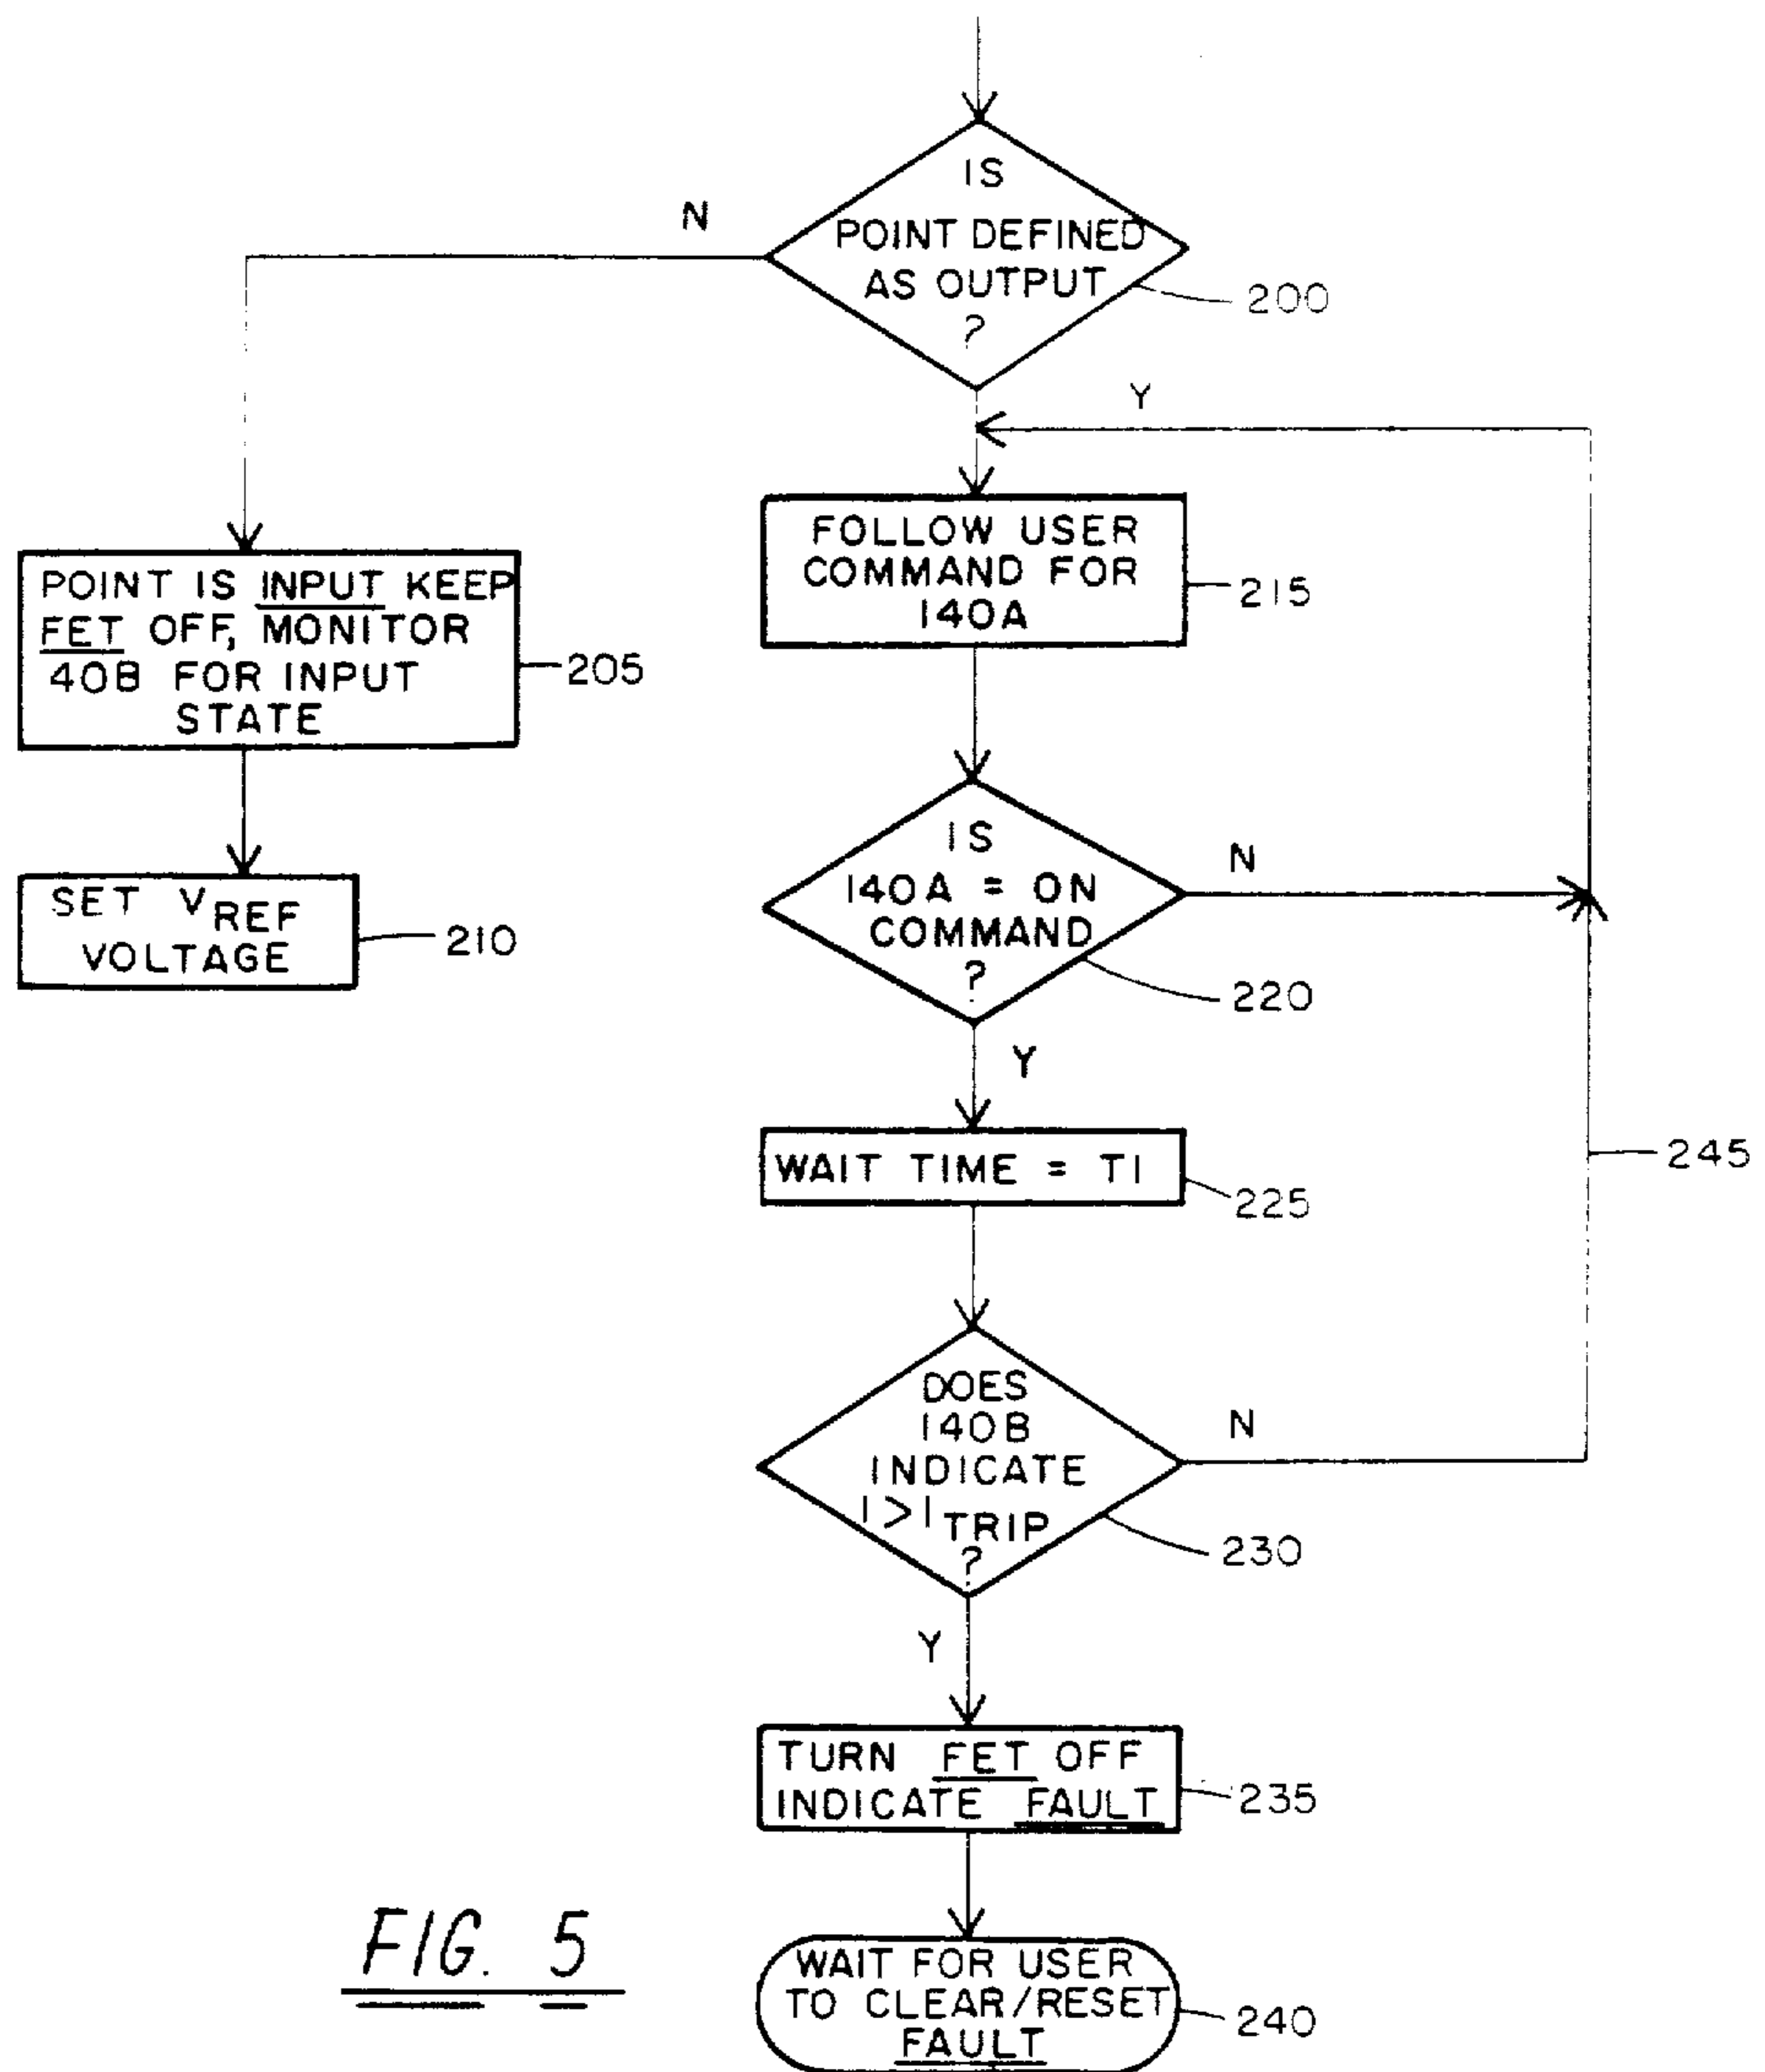 IS
POINT DEFINED
AS OUTPUT
?
200
N
Y
POINT IS INPUT KEEP
FET OFF, MONITOR
40B FOR INPUT
STATE
205
SET VREF
VOLTAGE
210
FOLLOW USER
COMMAND FOR
140A
215
IS
140A = ON
COMMAND
?
220
N
Y
WAIT TIME = T1
225
245
DOES
140B
INDICATE
I>ITRIP
?
230
N
Y
TURN FET OFF
INDICATE FAULT
235
WAIT FOR USER
TO CLEAR/RESET
FAULT
240
FIG. 5